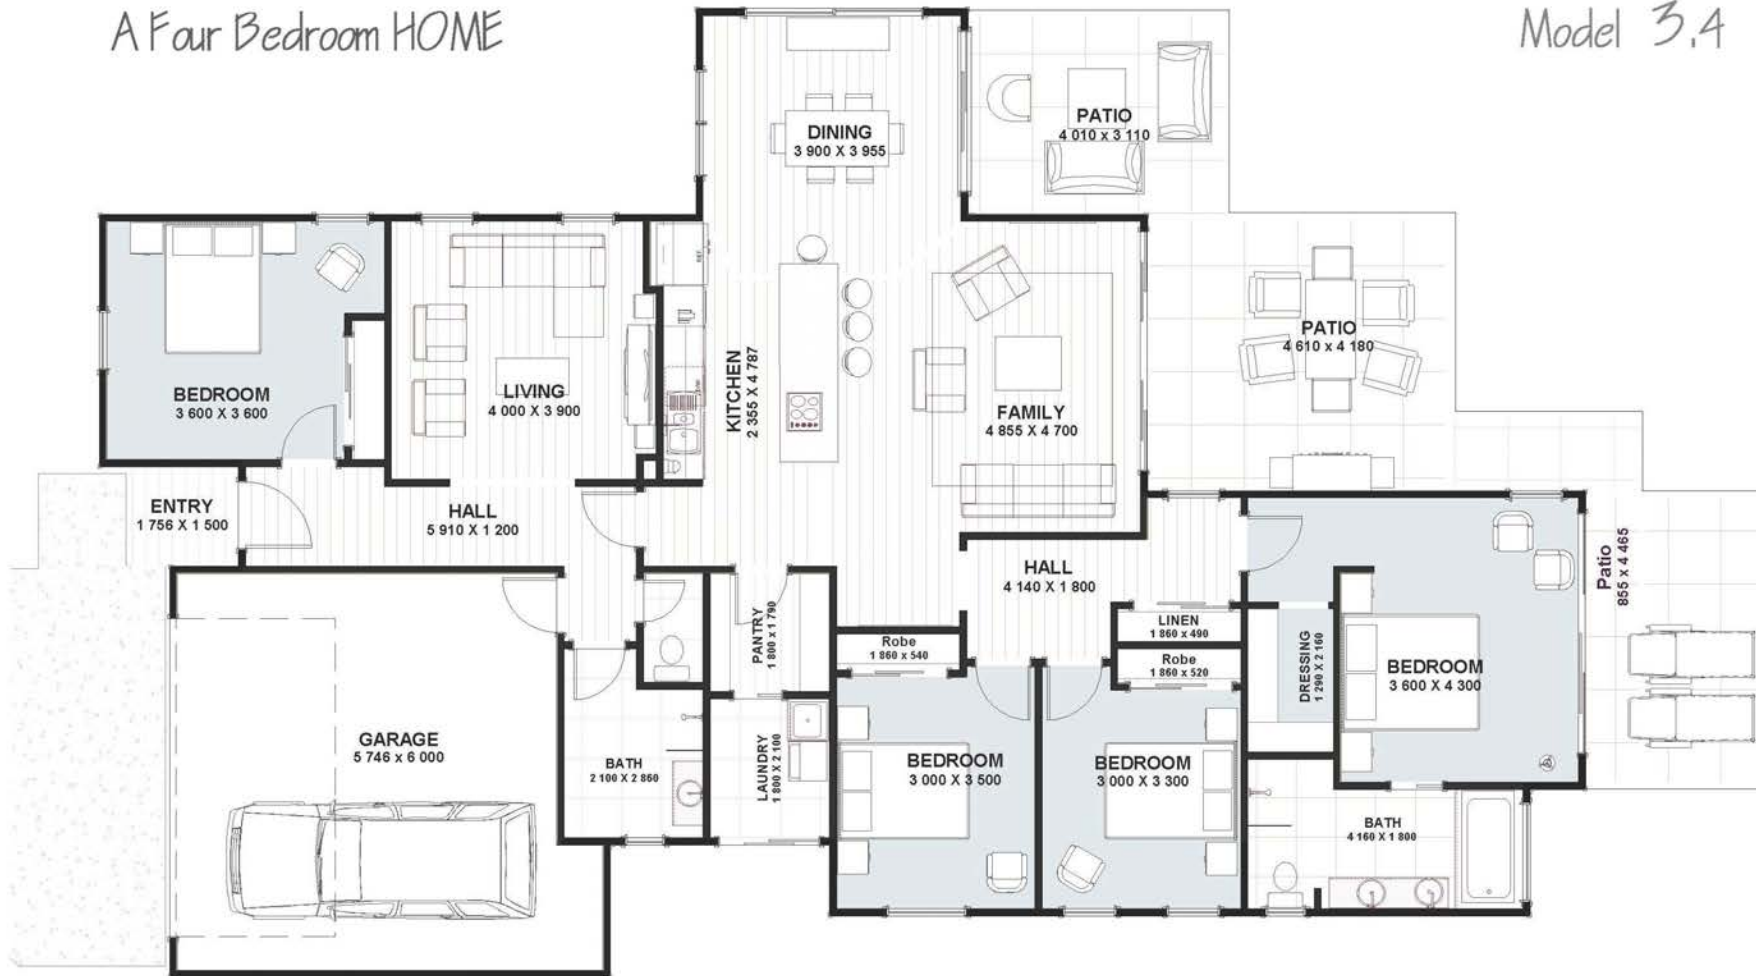 A Four Bedroom HOME
Model 3.4
DINING
3 900 X 3 955
PATIO
4 010 x 3 110
BEDROOM
3 600 X 3 600
LIVING
4 000 X 3 900
KITCHEN
2 355 X 4 787
FAMILY
4 855 X 4 700
PATIO
4 610 x 4 180
ENTRY
1 756 X 1 500
HALL
5 910 X 1 200
HALL
4 140 X 1 800
Patio
855 x 4 465
LINEN
1 860 x 490
PANTRY
1 800 x 1 790
Robe
1 860 x 540
Robe
1 860 x 520
DRESSING
1 290 X 2 160
BEDROOM
3 600 X 4 300
GARAGE
5 746 x 6 000
BATH
2 100 X 2 860
LAUNDRY
1 800 X 2 100
BEDROOM
3 000 X 3 500
BEDROOM
3 000 X 3 300
BATH
4 160 X 1 800